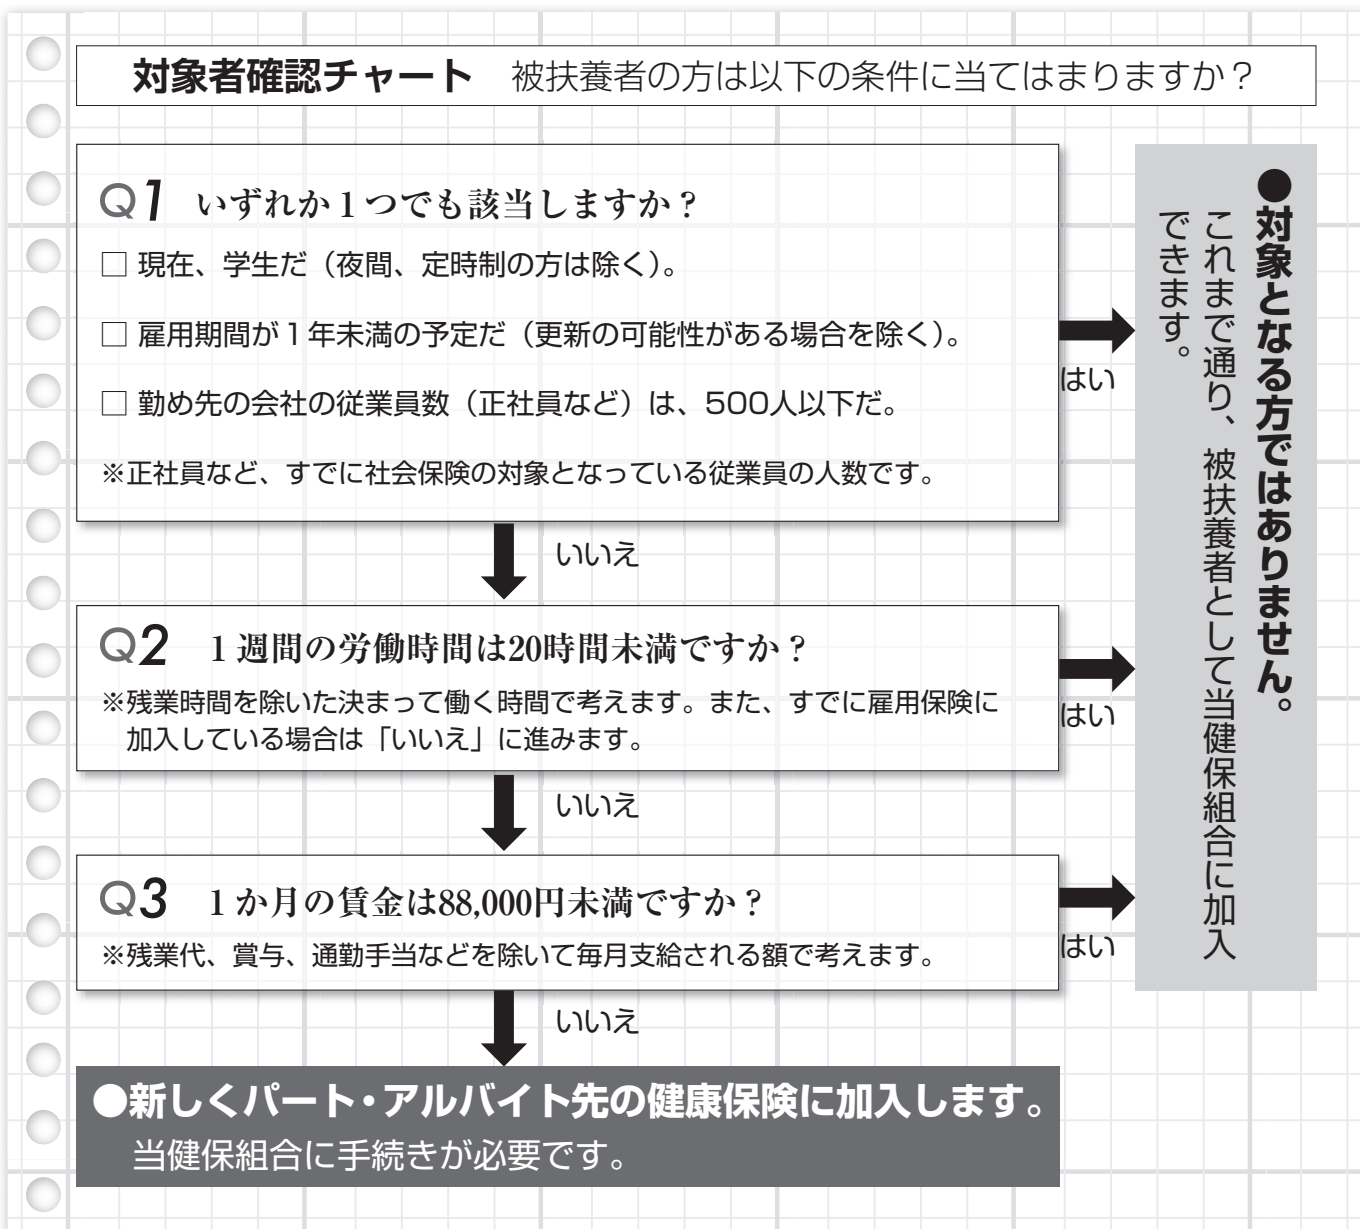 対象者確認チャート　被扶養者の方は以下の条件に当てはまりますか？
Q1　いずれか１つでも該当しますか？
□ 現在、学生だ（夜間、定時制の方は除く）。
□ 雇用期間が１年未満の予定だ（更新の可能性がある場合を除く）。
□ 勤め先の会社の従業員数（正社員など）は、500人以下だ。
※正社員など、すでに社会保険の対象となっている従業員の人数です。
はい
いいえ
Q2　１週間の労働時間は20時間未満ですか？
※残業時間を除いた決まって働く時間で考えます。また、すでに雇用保険に
加入している場合は「いいえ」に進みます。
はい
いいえ
Q3　１か月の賃金は88,000円未満ですか？
※残業代、賞与、通勤手当などを除いて毎月支給される額で考えます。
はい
いいえ
●新しくパート・アルバイト先の健康保険に加入します。
当健保組合に手続きが必要です。
●対象となる方ではありません。
これまで通り、被扶養者として当健保組合に加入
できます。